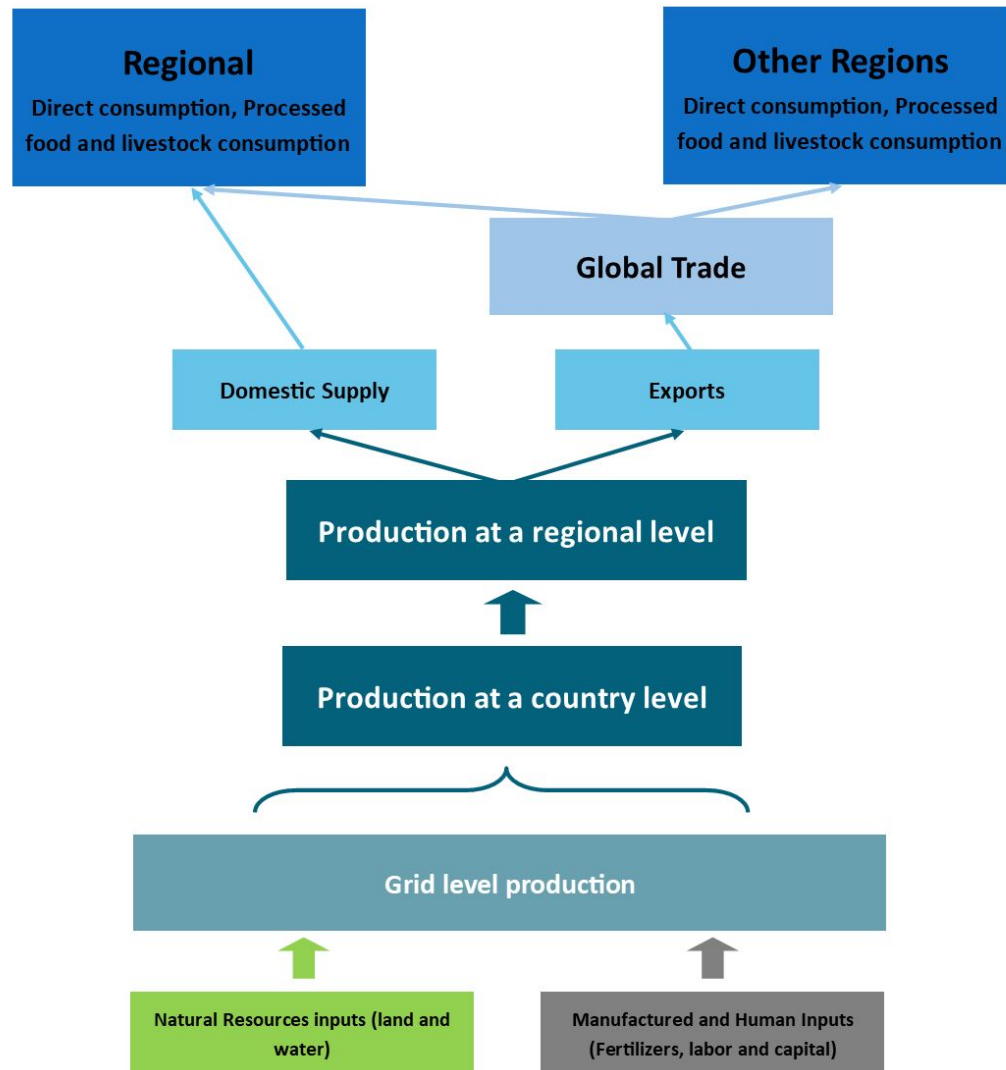 Regional
Direct consumption, Processed
food and livestock consumption
Other Regions
Direct consumption, Processed
food and livestock consumption
Global Trade
Domestic Supply
Exports
Production at a regional level
Production at a country level
Grid level production
Natural Resources inputs (land and
water)
Manufactured and Human Inputs
(Fertilizers, labor and capital)